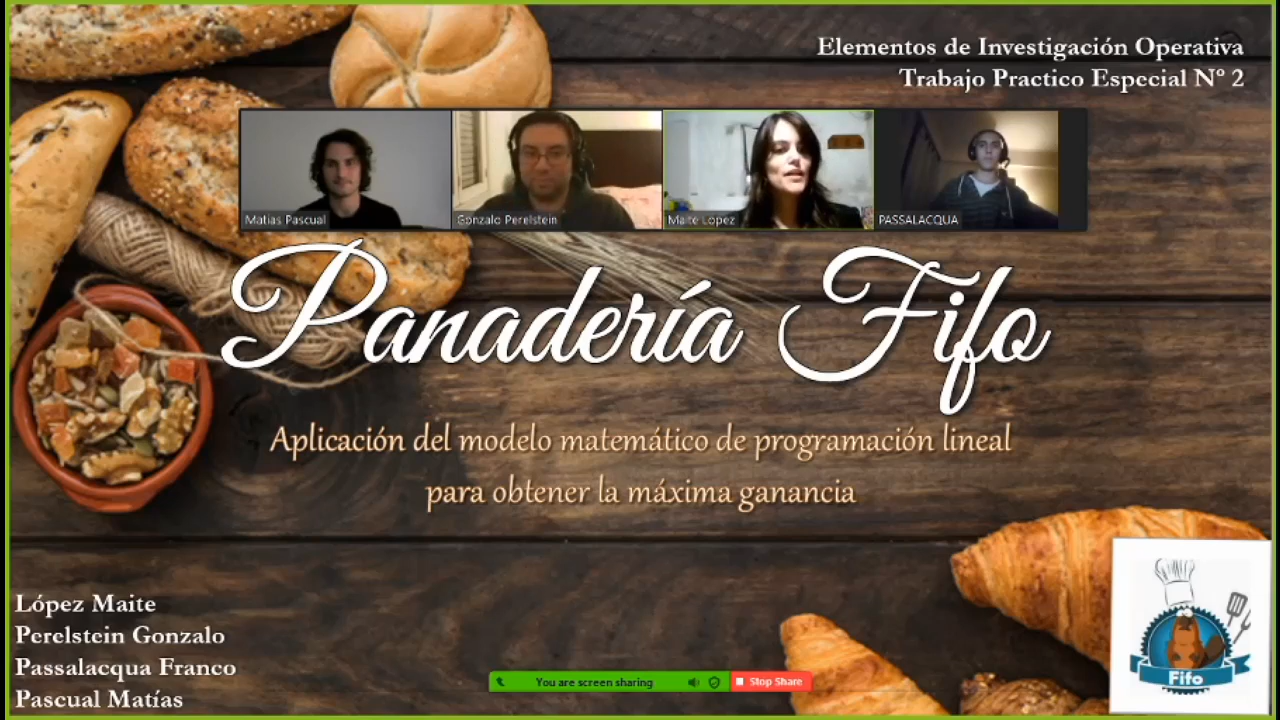 Elementos de Investigación Operativa
Trabajo Practico Especial Nº 2
Matias Pascual
Gonzalo Perelstein
Maite Lopez
PASSALACQUA
Panadería Fifo
Aplicación del modelo matemático de programación lineal
para obtener la máxima ganancia
López Maite
Perelstein Gonzalo
Passalacqua Franco
Pascual Matías
You are screen sharing
Stop Share
Fifo